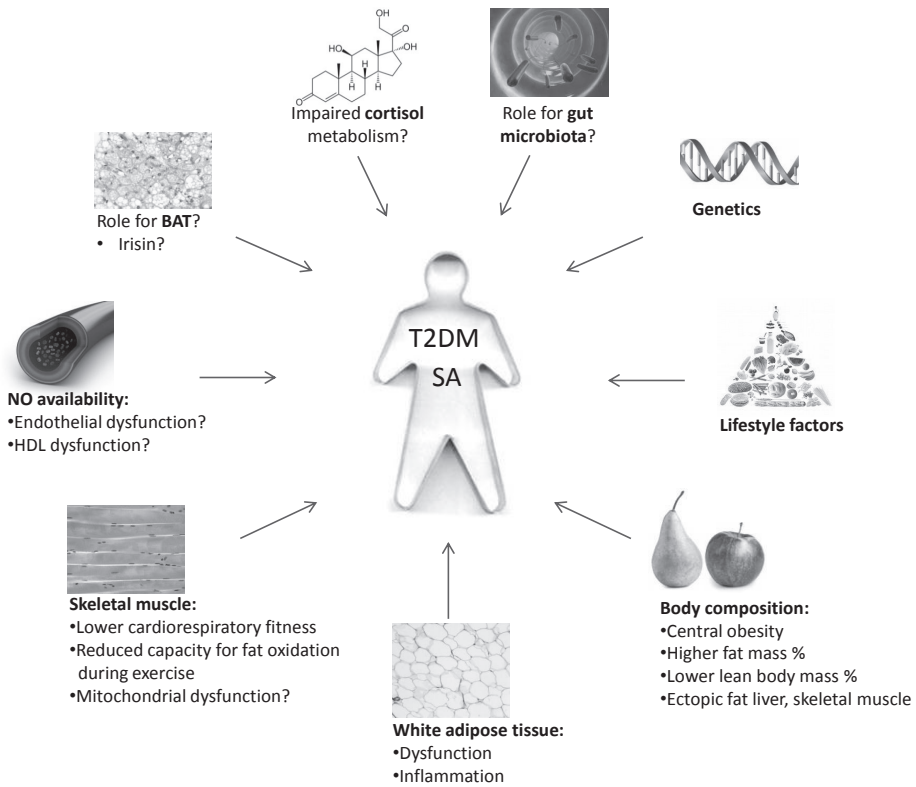 OH
O
HO
OH
H
H
H
O
Impaired cortisol
metabolism?
Role for gut
microbiota?
Genetics
Role for BAT?
• Irisin?
T2DM
SA
NO availability:
•Endothelial dysfunction?
•HDL dysfunction?
Lifestyle factors
Skeletal muscle:
•Lower cardiorespiratory fitness
•Reduced capacity for fat oxidation
during exercise
•Mitochondrial dysfunction?
White adipose tissue:
•Dysfunction
•Inflammation
Body composition:
•Central obesity
•Higher fat mass %
•Lower lean body mass %
•Ectopic fat liver, skeletal muscle